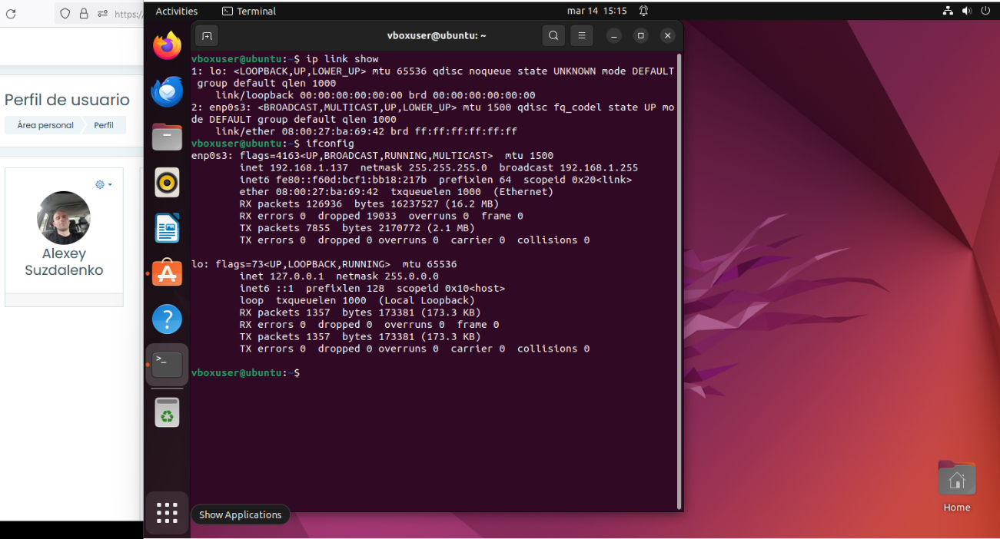 https://
Perfil de usuario
Área personal
Perfil
Alexey
Suzdalenko
Activities
Terminal
mar 14 15:15
vboxuser@ubuntu: ~
vboxuser@ubuntu:~$ ip link show
1: lo: <LOOPBACK,UP,LOWER_UP> mtu 65536 qdisc noqueue state UNKNOWN mode DEFAULT
 group default qlen 1000
    link/loopback 00:00:00:00:00:00 brd 00:00:00:00:00:00
2: enp0s3: <BROADCAST,MULTICAST,UP,LOWER_UP> mtu 1500 qdisc fq_codel state UP mo
de DEFAULT group default qlen 1000
    link/ether 08:00:27:ba:69:42 brd ff:ff:ff:ff:ff:ff
vboxuser@ubuntu:~$ ifconfig
enp0s3: flags=4163<UP,BROADCAST,RUNNING,MULTICAST>  mtu 1500
        inet 192.168.1.137  netmask 255.255.255.0  broadcast 192.168.1.255
        inet6 fe80::f60d:bcf1:bb18:217b  prefixlen 64  scopeid 0x20<link>
        ether 08:00:27:ba:69:42  txqueuelen 1000  (Ethernet)
        RX packets 126936  bytes 16237527 (16.2 MB)
        RX errors 0  dropped 19033  overruns 0  frame 0
        TX packets 7855  bytes 2170772 (2.1 MB)
        TX errors 0  dropped 0 overruns 0  carrier 0  collisions 0
lo: flags=73<UP,LOOPBACK,RUNNING>  mtu 65536
        inet 127.0.0.1  netmask 255.0.0.0
        inet6 ::1  prefixlen 128  scopeid 0x10<host>
        loop  txqueuelen 1000  (Local Loopback)
        RX packets 1357  bytes 173381 (173.3 KB)
        RX errors 0  dropped 0  overruns 0  frame 0
        TX packets 1357  bytes 173381 (173.3 KB)
        TX errors 0  dropped 0 overruns 0  carrier 0  collisions 0
vboxuser@ubuntu:~$
Show Applications
Home